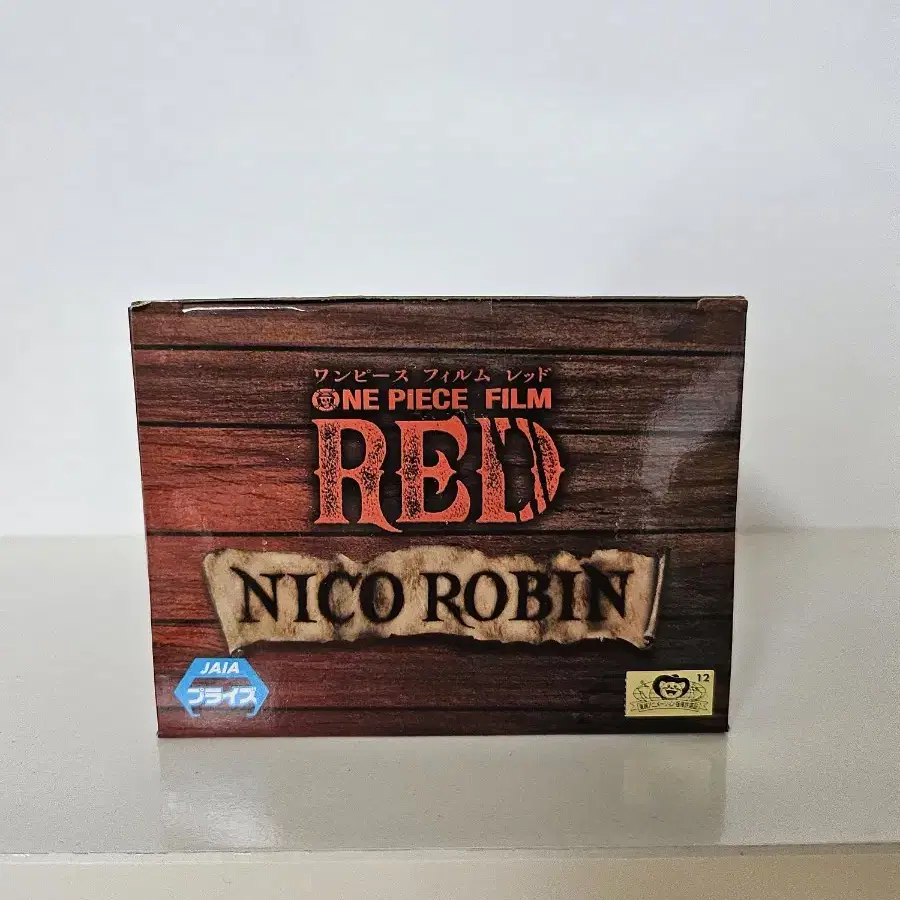 ワンピース フィルム レッド
ONE PIECE FILM
RED
NICO ROBIN
JAIA
プライズ
12